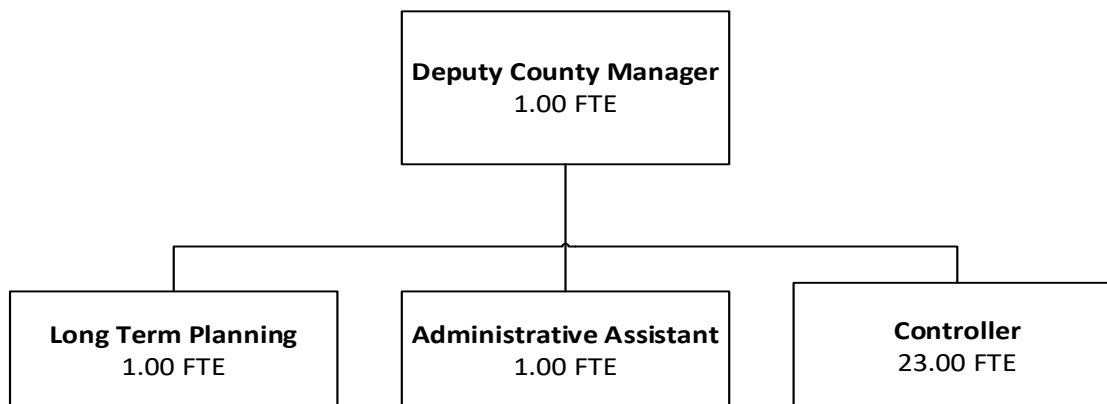 Deputy County Manager
1.00 FTE
Long Term Planning
1.00 FTE
Administrative Assistant
1.00 FTE
Controller
23.00 FTE